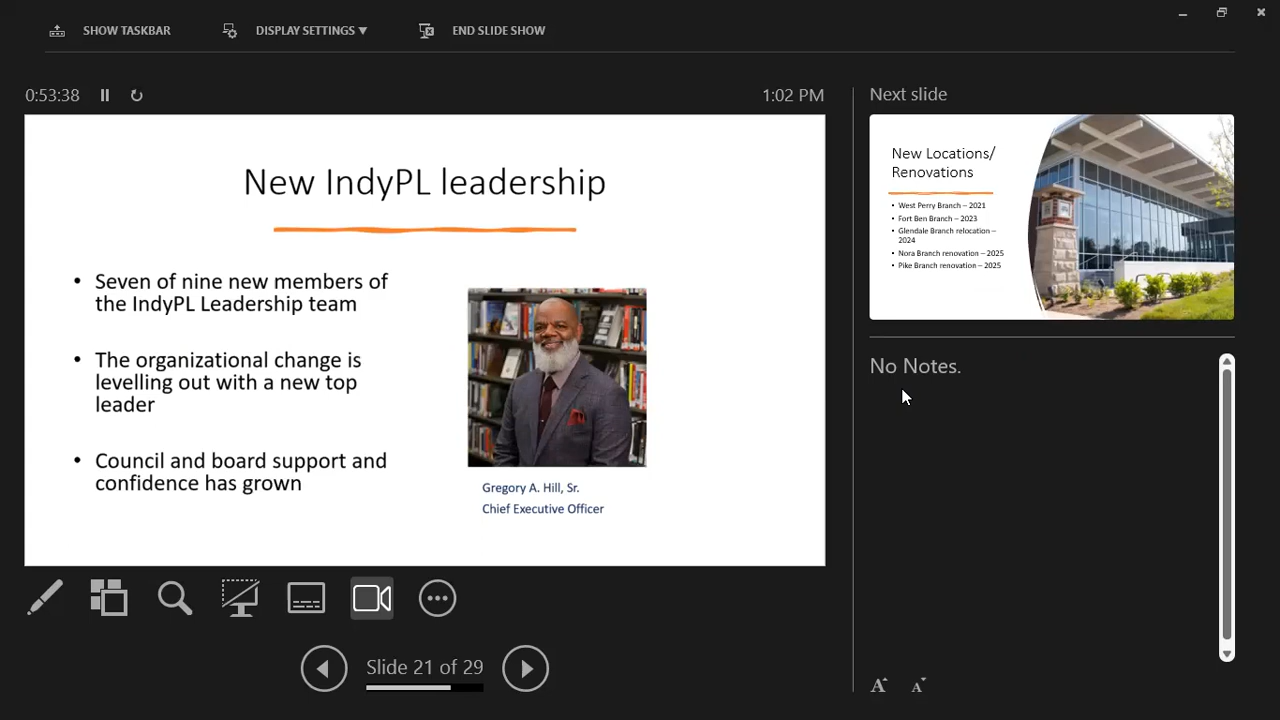 SHOW TASKBAR
DISPLAY SETTINGS ▼
END SLIDE SHOW
0:53:38
1:02 PM
New IndyPL leadership
• Seven of nine new members of
the IndyPL Leadership team
• The organizational change is
levelling out with a new top
leader
• Council and board support and
confidence has grown
Gregory A. Hill, Sr.
Chief Executive Officer
Slide 21 of 29
Next slide
New Locations/
Renovations
• West Perry Branch – 2021
• Fort Ben Branch – 2023
• Glendale Branch relocation –
2024
• Nora Branch renovation – 2025
• Pike Branch renovation – 2025
No Notes.
A
A